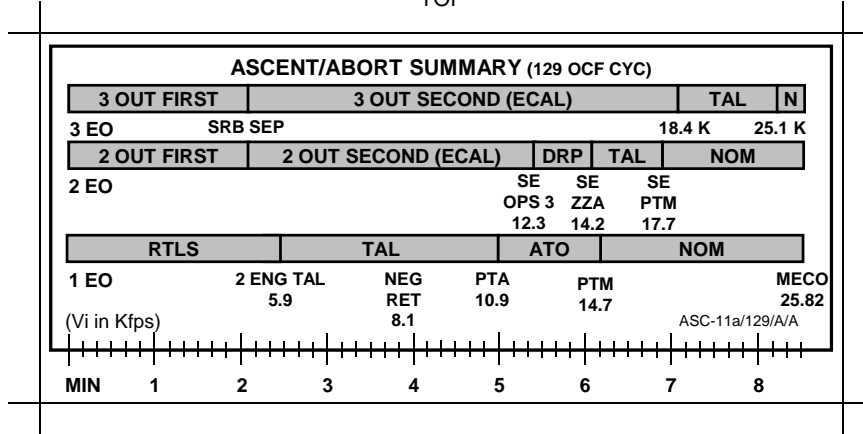 ASCENT/ABORT SUMMARY (129 OCF CYC)
3 OUT FIRST 3 OUT SECOND (ECAL) TAL N
3 EO SRB SEP 18.4 K 25.1 K
2 OUT FIRST 2 OUT SECOND (ECAL) DRP TAL NOM
2 EO SE SE SE
OPS 3 ZZA PTM
12.3 14.2 17.7
RTLS TAL ATO NOM
1 EO 2 ENG TAL NEG PTA PTM MECO
5.9 RET 10.9 14.7 25.82
(Vi in Kfps) 8.1 ASC-11a/129/A/A
MIN 1 2 3 4 5 6 7 8